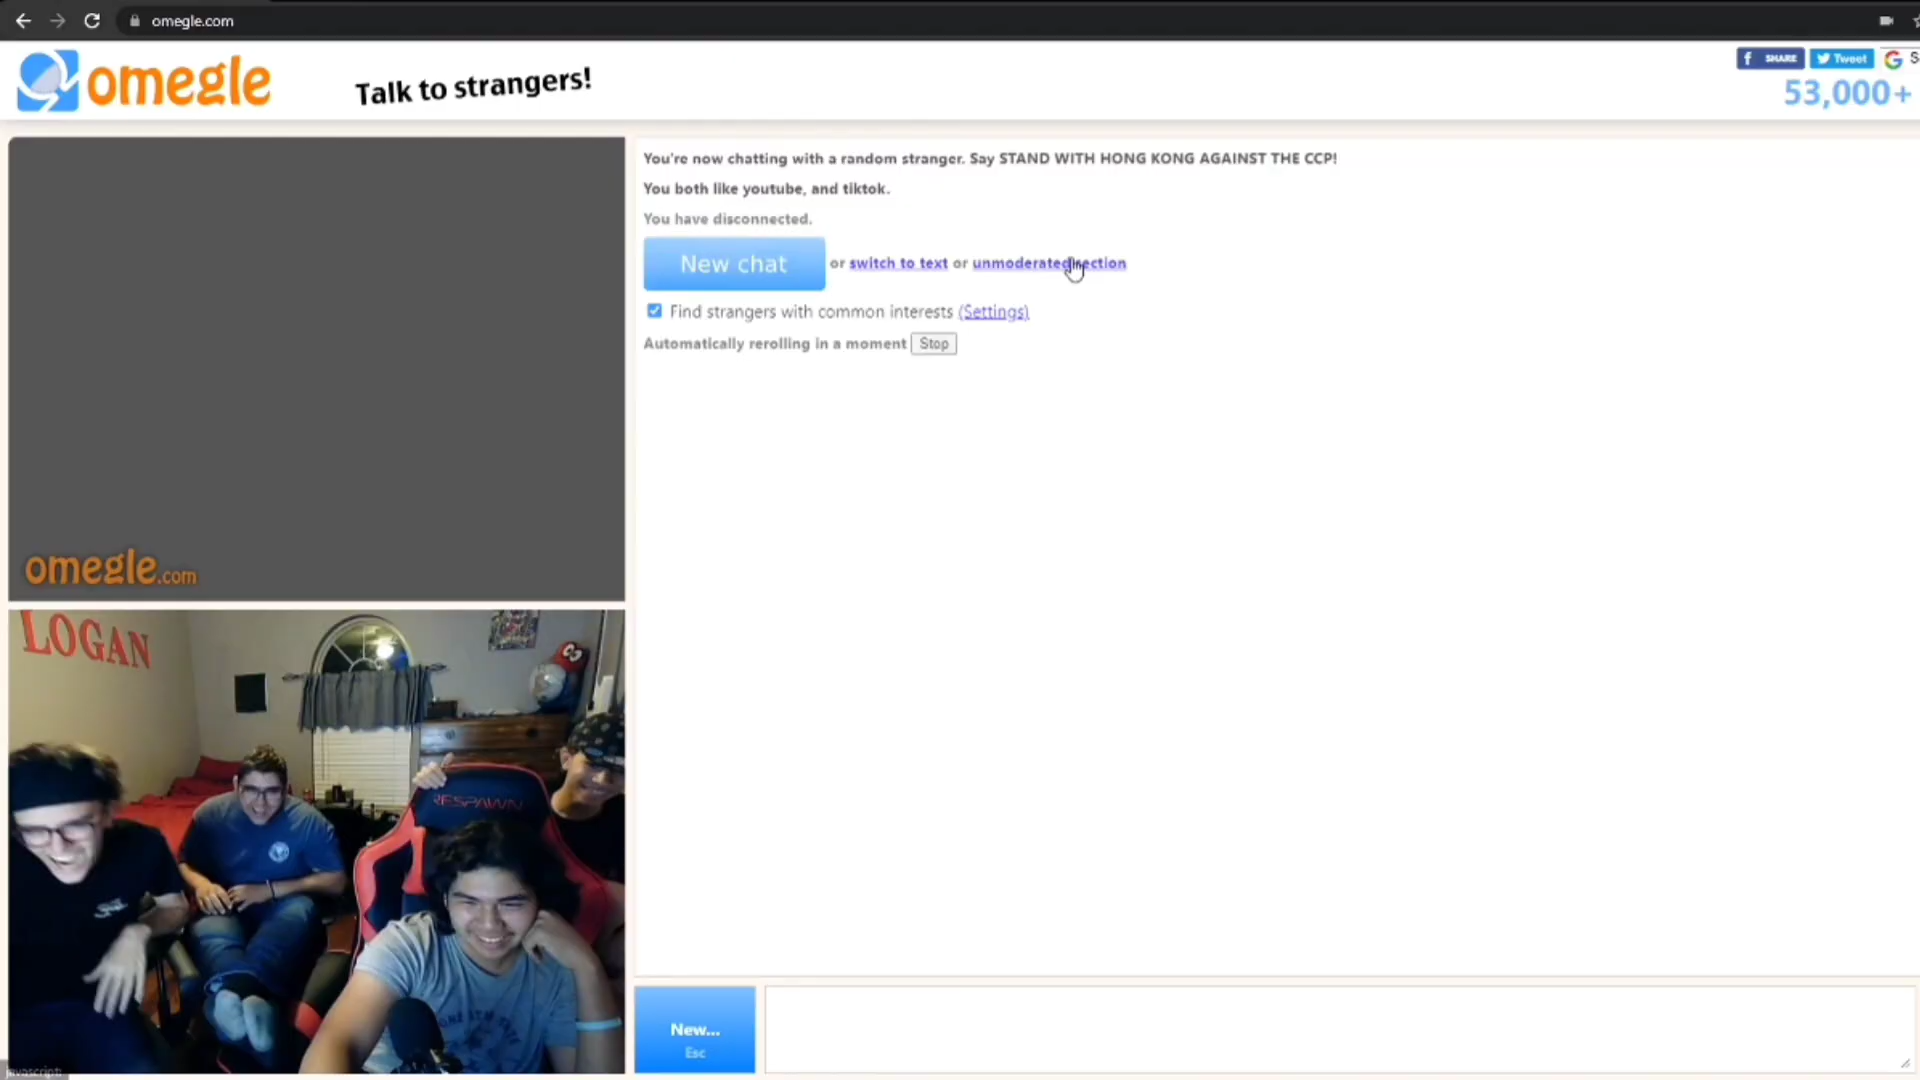 omegle.com
omegle
Talk to strangers!
SHARE
Tweet
S
53,000+
You're now chatting with a random stranger. Say STAND WITH HONG KONG AGAINST THE CCP!
You both like youtube, and tiktok.
You have disconnected.
New chat or switch to text or unmoderated section
Find strangers with common interests (Settings)
Automatically rerolling in a moment Stop
omegle.com
LOGAN
RESPAWN
New...
Esc
javascript: